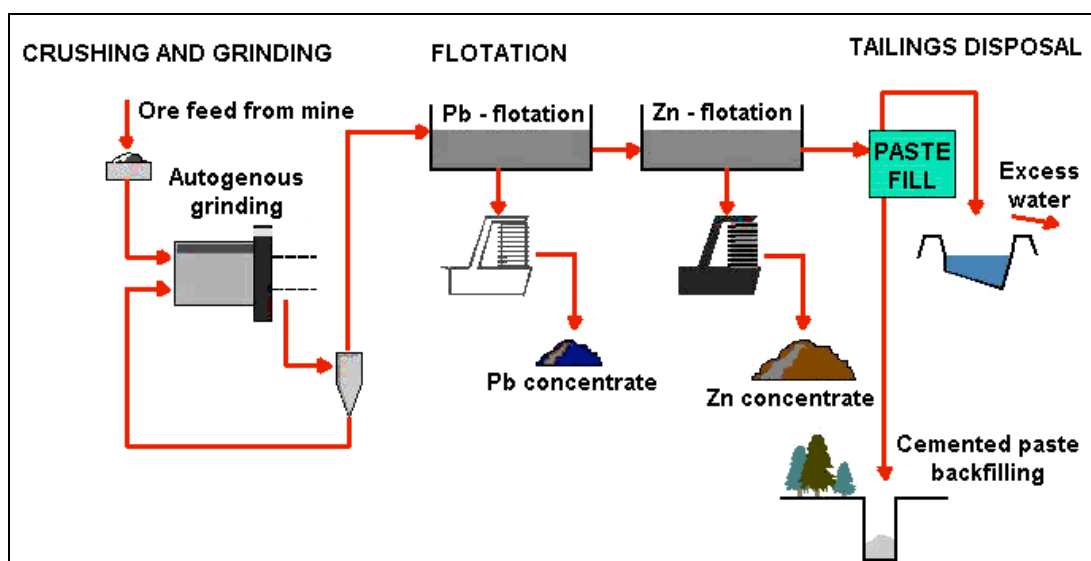 CRUSHING AND GRINDING
FLOTATION
TAILINGS DISPOSAL
Ore feed from mine
Autogenous
grinding
Pb - flotation
Zn - flotation
PASTE
FILL
Excess
water
Pb concentrate
Zn concentrate
Cemented paste
backfilling